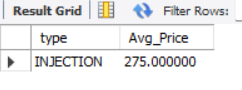 Result Grid Filter Rows:
type Avg_Price
INJECTION 275.000000